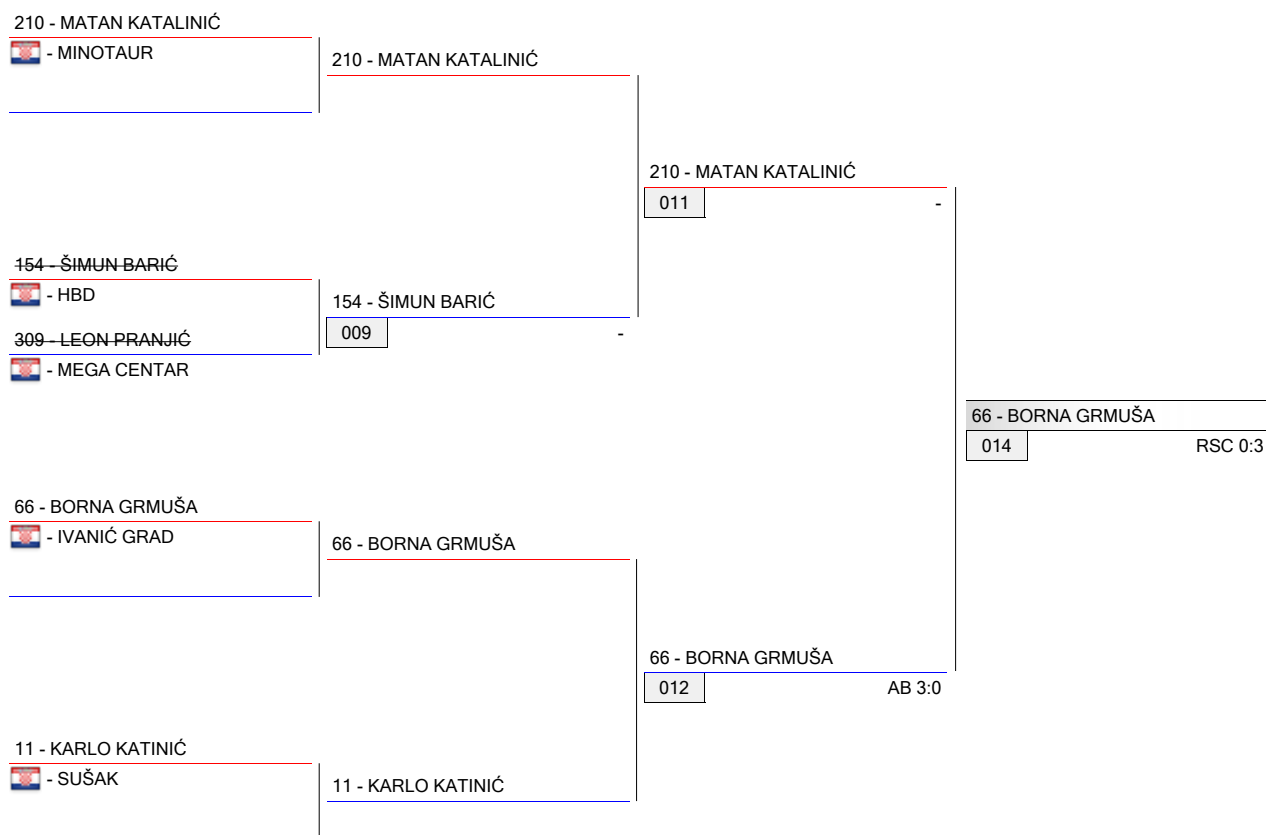 210 - MATAN KATALINIĆ
- MINOTAUR
210 - MATAN KATALINIĆ
210 - MATAN KATALINIĆ
011 -
154 - ŠIMUN BARIĆ
- HBD
154 - ŠIMUN BARIĆ
309 - LEON PRANJIĆ
009 -
- MEGA CENTAR
66 - BORNA GRMUŠA
014 RSC 0:3
66 - BORNA GRMUŠA
- IVANIĆ GRAD
66 - BORNA GRMUŠA
66 - BORNA GRMUŠA
012 AB 3:0
11 - KARLO KATINIĆ
- SUŠAK
11 - KARLO KATINIĆ